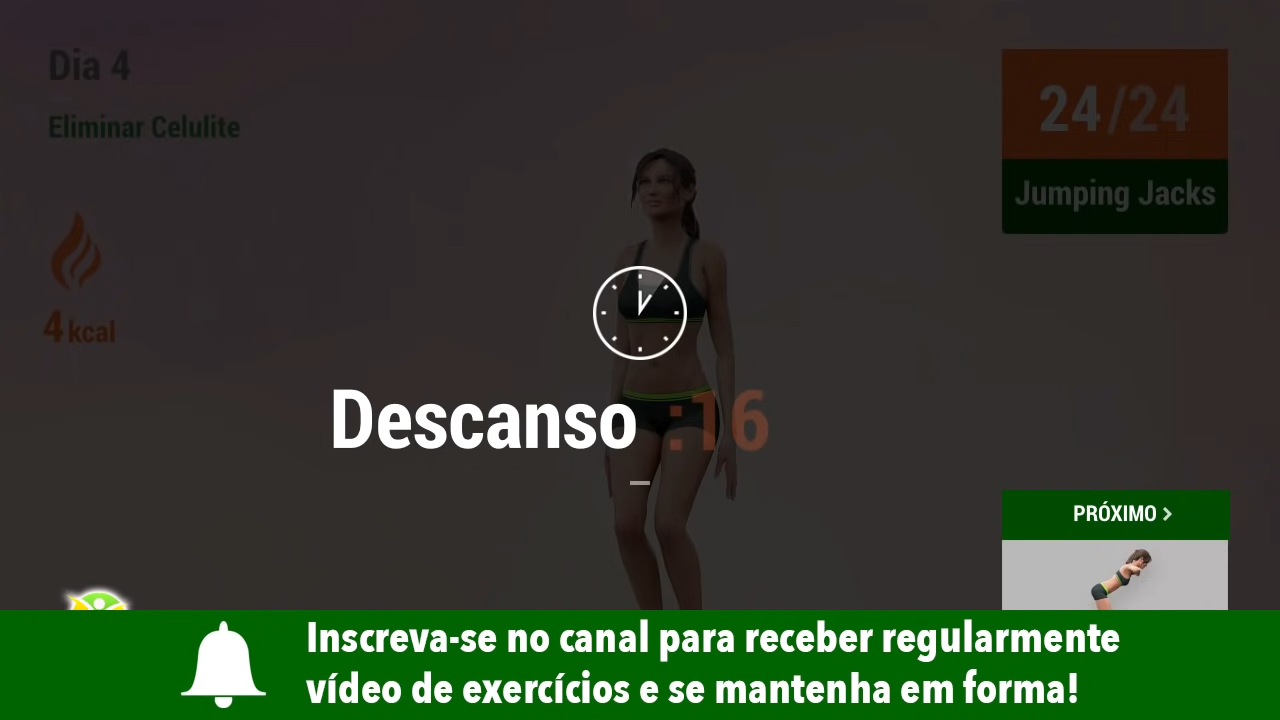 Dia 4
Eliminar Celulite
24/24
Jumping Jacks
4 kcal
Descanso :16
PRÓXIMO >
Inscreva-se no canal para receber regularmente
vídeo de exercícios e se mantenha em forma!